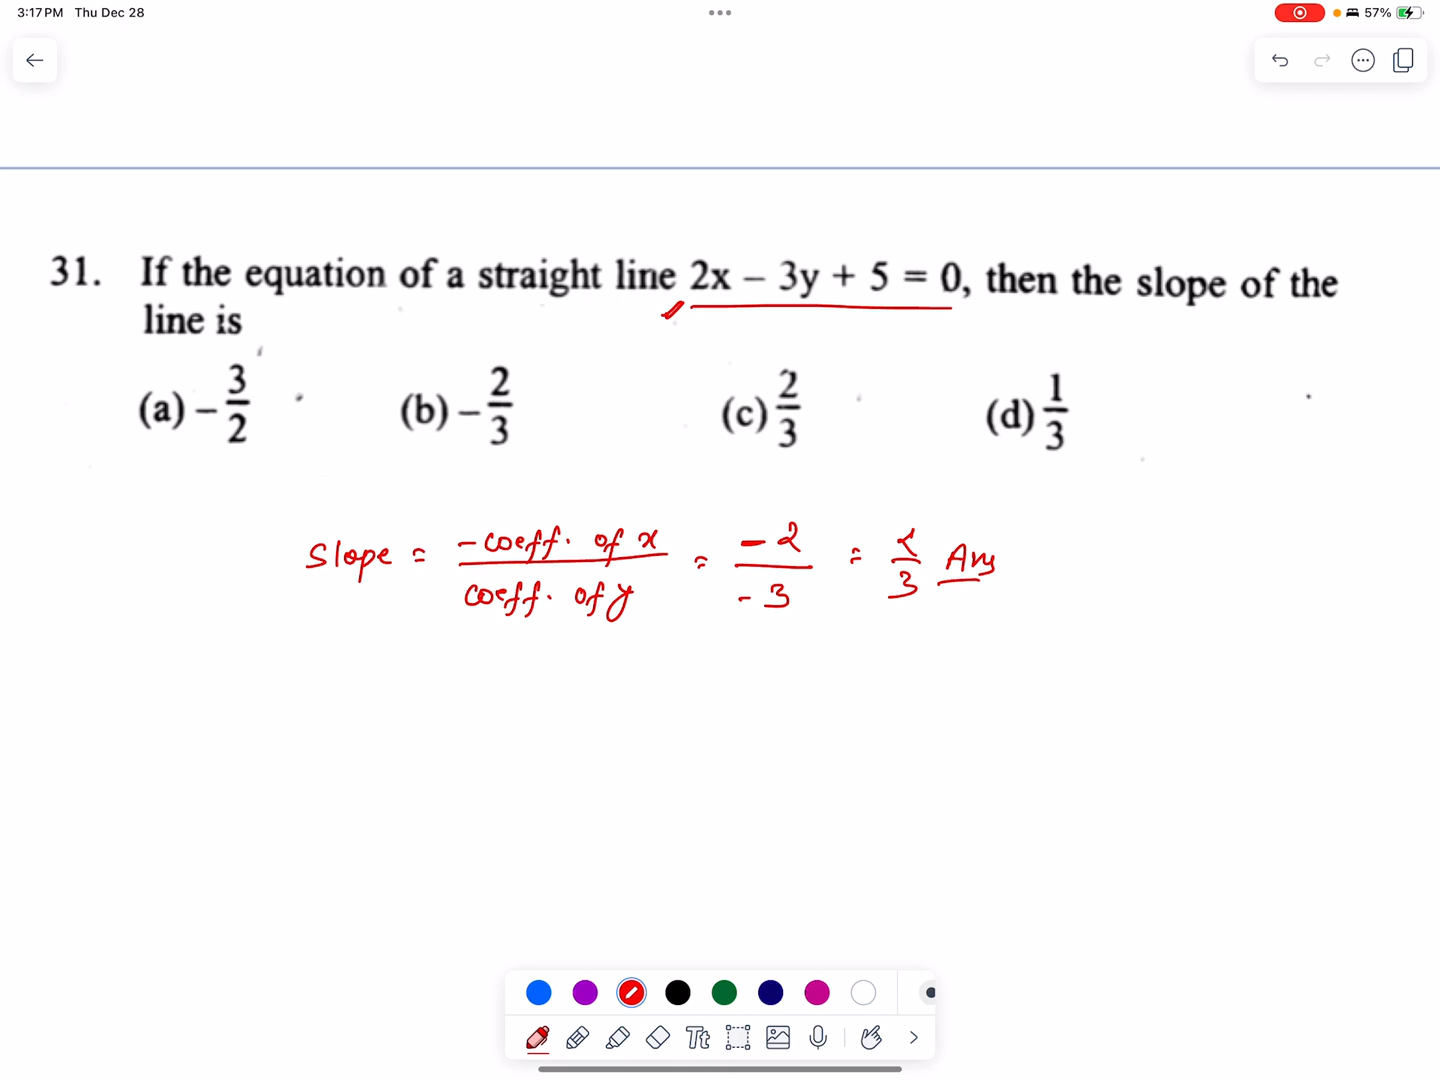 3:17 PM Thu Dec 28
57%
31. If the equation of a straight line 2x – 3y + 5 = 0, then the slope of the
line is
(a) – 3/2 (b) – 2/3 (c) 2/3 (d) 1/3
Slope = -coeff. of x / coeff. of y = -2 / -3 = 2/3 Ans
Tt